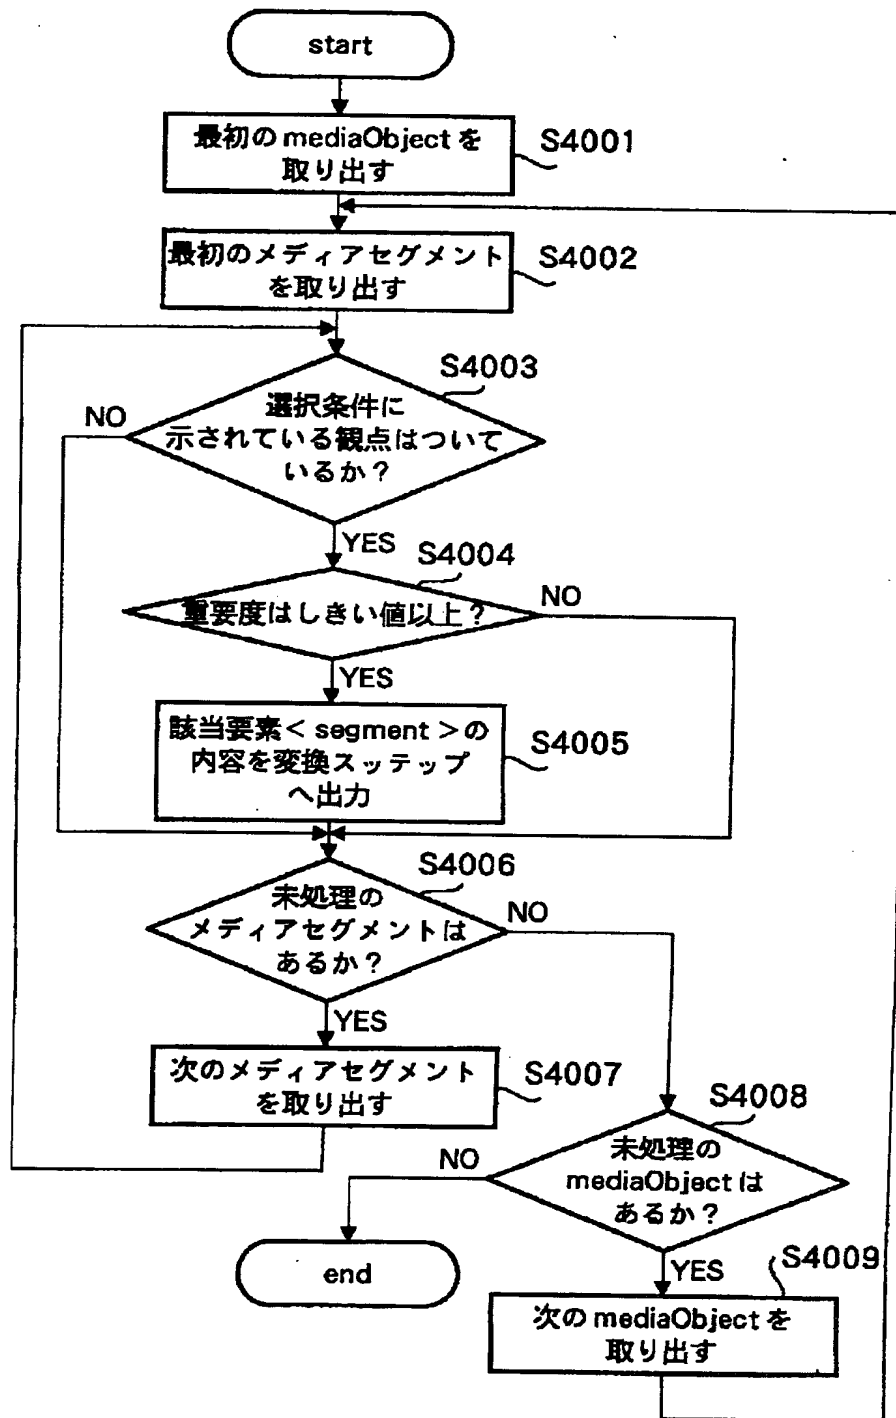 start
最初の mediaObject を
取り出す
S4001
最初のメディアセグメント
を取り出す
S4002
S4003
選択条件に
示されている観点はついて
いるか？
NO
YES
S4004
重要度はしきい値以上？
NO
YES
該当要素＜ segment ＞の
内容を変換スッテップ
へ出力
S4005
S4006
未処理の
メディアセグメントは
あるか？
NO
YES
次のメディアセグメント
を取り出す
S4007
S4008
未処理の
mediaObject は
あるか？
NO
YES
end
S4009
次の mediaObject を
取り出す